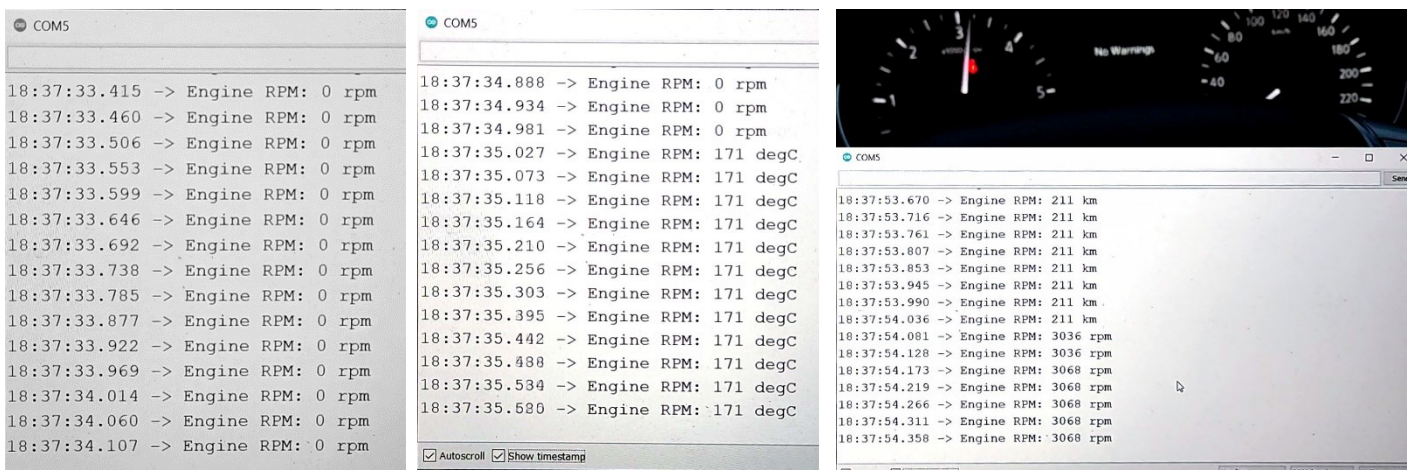 COM5
18:37:33.415 -> Engine RPM: 0 rpm
18:37:33.460 -> Engine RPM: 0 rpm
18:37:33.506 -> Engine RPM: 0 rpm
18:37:33.553 -> Engine RPM: 0 rpm
18:37:33.599 -> Engine RPM: 0 rpm
18:37:33.646 -> Engine RPM: 0 rpm
18:37:33.692 -> Engine RPM: 0 rpm
18:37:33.738 -> Engine RPM: 0 rpm
18:37:33.785 -> Engine RPM: 0 rpm
18:37:33.877 -> Engine RPM: 0 rpm
18:37:33.922 -> Engine RPM: 0 rpm
18:37:33.969 -> Engine RPM: 0 rpm
18:37:34.014 -> Engine RPM: 0 rpm
18:37:34.060 -> Engine RPM: 0 rpm
18:37:34.107 -> Engine RPM: 0 rpm
COM5
18:37:34.888 -> Engine RPM: 0 rpm
18:37:34.934 -> Engine RPM: 0 rpm
18:37:34.981 -> Engine RPM: 0 rpm
18:37:35.027 -> Engine RPM: 171 degC
18:37:35.073 -> Engine RPM: 171 degC
18:37:35.118 -> Engine RPM: 171 degC
18:37:35.164 -> Engine RPM: 171 degC
18:37:35.210 -> Engine RPM: 171 degC
18:37:35.256 -> Engine RPM: 171 degC
18:37:35.303 -> Engine RPM: 171 degC
18:37:35.395 -> Engine RPM: 171 degC
18:37:35.442 -> Engine RPM: 171 degC
18:37:35.488 -> Engine RPM: 171 degC
18:37:35.534 -> Engine RPM: 171 degC
18:37:35.580 -> Engine RPM: 171 degC
Autoscroll Show timestamp
1 2 3 4 5
No Warnings
40 60 80 100 120 140 160 180 200 220
COM5
Send
18:37:53.670 -> Engine RPM: 211 km
18:37:53.716 -> Engine RPM: 211 km
18:37:53.761 -> Engine RPM: 211 km
18:37:53.807 -> Engine RPM: 211 km
18:37:53.853 -> Engine RPM: 211 km
18:37:53.945 -> Engine RPM: 211 km
18:37:53.990 -> Engine RPM: 211 km
18:37:54.036 -> Engine RPM: 211 km
18:37:54.081 -> Engine RPM: 3036 rpm
18:37:54.128 -> Engine RPM: 3036 rpm
18:37:54.173 -> Engine RPM: 3068 rpm
18:37:54.219 -> Engine RPM: 3068 rpm
18:37:54.266 -> Engine RPM: 3068 rpm
18:37:54.311 -> Engine RPM: 3068 rpm
18:37:54.358 -> Engine RPM: 3068 rpm